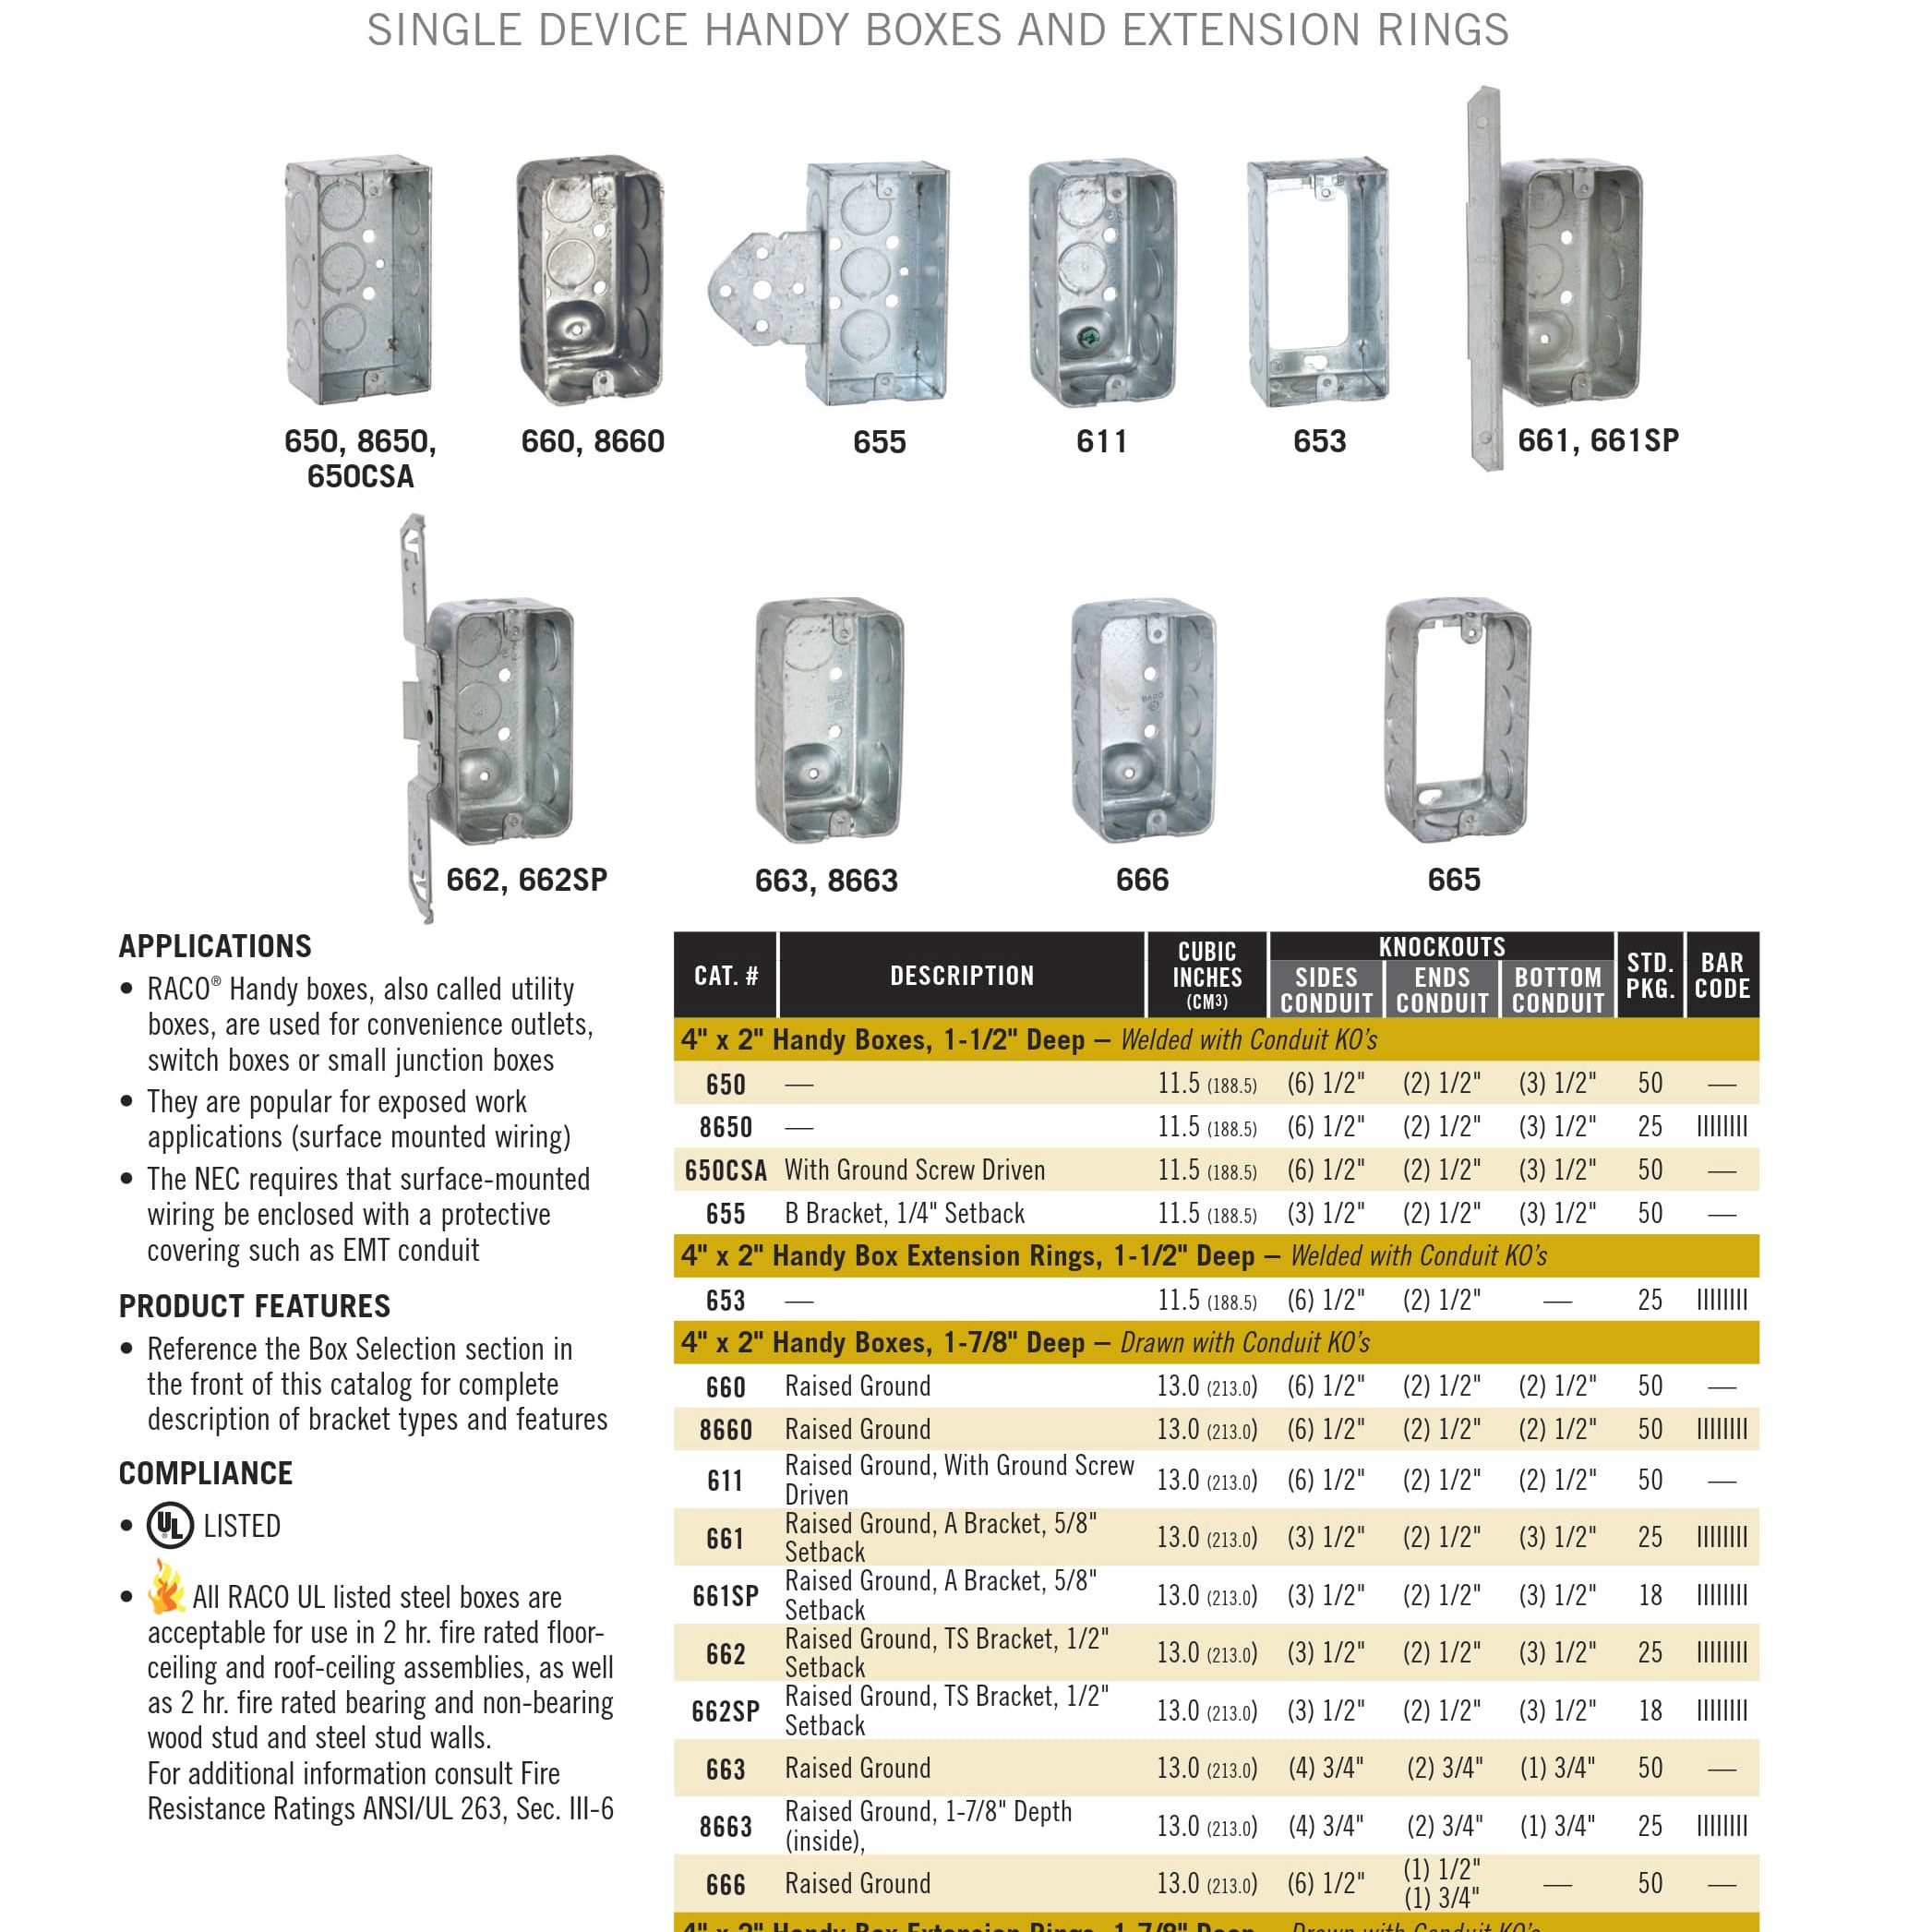 SINGLE DEVICE HANDY BOXES AND EXTENSION RINGS
650, 8650,
650CSA
660, 8660
655
611
653
661, 661SP
662, 662SP
663, 8663
666
665
APPLICATIONS
• RACO® Handy boxes, also called utility
boxes, are used for convenience outlets,
switch boxes or small junction boxes
• They are popular for exposed work
applications (surface mounted wiring)
• The NEC requires that surface-mounted
wiring be enclosed with a protective
covering such as EMT conduit
PRODUCT FEATURES
• Reference the Box Selection section in
the front of this catalog for complete
description of bracket types and features
COMPLIANCE
• UL® LISTED
• All RACO UL listed steel boxes are
acceptable for use in 2 hr. fire rated floor-
ceiling and roof-ceiling assemblies, as well
as 2 hr. fire rated bearing and non-bearing
wood stud and steel stud walls.
For additional information consult Fire
Resistance Ratings ANSI/UL 263, Sec. III-6
CAT. # DESCRIPTION CUBIC INCHES (CM³) KNOCKOUTS SIDES CONDUIT ENDS CONDUIT BOTTOM CONDUIT STD. PKG. BAR CODE
4" x 2" Handy Boxes, 1-1/2" Deep – Welded with Conduit KO's
650 — 11.5 (188.5) (6) 1/2" (2) 1/2" (3) 1/2" 50 —
8650 — 11.5 (188.5) (6) 1/2" (2) 1/2" (3) 1/2" 25 ||||||||
650CSA With Ground Screw Driven 11.5 (188.5) (6) 1/2" (2) 1/2" (3) 1/2" 50 —
655 B Bracket, 1/4" Setback 11.5 (188.5) (3) 1/2" (2) 1/2" (3) 1/2" 50 —
4" x 2" Handy Box Extension Rings, 1-1/2" Deep – Welded with Conduit KO's
653 — 11.5 (188.5) (6) 1/2" (2) 1/2" — 25 ||||||||
4" x 2" Handy Boxes, 1-7/8" Deep – Drawn with Conduit KO's
660 Raised Ground 13.0 (213.0) (6) 1/2" (2) 1/2" (2) 1/2" 50 —
8660 Raised Ground 13.0 (213.0) (6) 1/2" (2) 1/2" (2) 1/2" 50 ||||||||
611 Raised Ground, With Ground Screw Driven 13.0 (213.0) (6) 1/2" (2) 1/2" (2) 1/2" 50 —
661 Raised Ground, A Bracket, 5/8" Setback 13.0 (213.0) (3) 1/2" (2) 1/2" (3) 1/2" 25 ||||||||
661SP Raised Ground, A Bracket, 5/8" Setback 13.0 (213.0) (3) 1/2" (2) 1/2" (3) 1/2" 18 ||||||||
662 Raised Ground, TS Bracket, 1/2" Setback 13.0 (213.0) (3) 1/2" (2) 1/2" (3) 1/2" 25 ||||||||
662SP Raised Ground, TS Bracket, 1/2" Setback 13.0 (213.0) (3) 1/2" (2) 1/2" (3) 1/2" 18 ||||||||
663 Raised Ground 13.0 (213.0) (4) 3/4" (2) 3/4" (1) 3/4" 50 —
8663 Raised Ground, 1-7/8" Depth (inside), 13.0 (213.0) (4) 3/4" (2) 3/4" (1) 3/4" 25 ||||||||
666 Raised Ground 13.0 (213.0) (6) 1/2" (1) 1/2" (1) 3/4" — 50 —
4" x 2" Handy Box Extension Rings, 1-7/8" Deep – Drawn with Conduit KO's